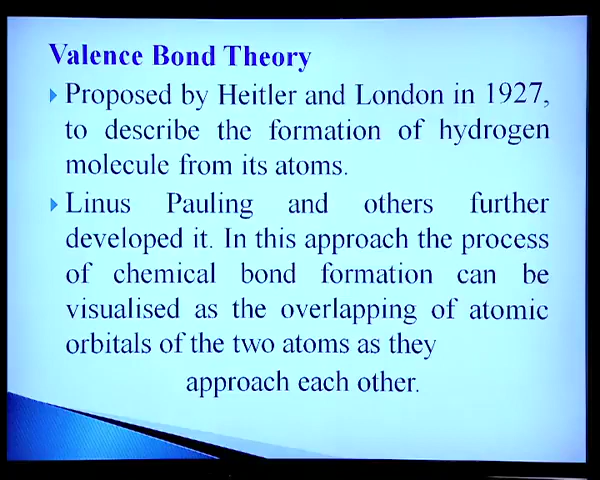 Valence Bond Theory
Proposed by Heitler and London in 1927,
to describe the formation of hydrogen
molecule from its atoms.
Linus Pauling and others further
developed it. In this approach the process
of chemical bond formation can be
visualised as the overlapping of atomic
orbitals of the two atoms as they
approach each other.